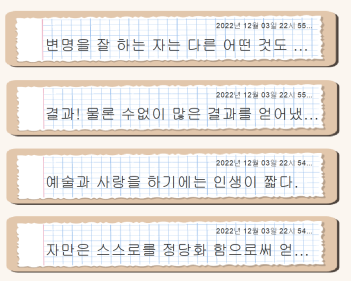 2022년 12월 03일 22시 55...
변명을 잘 하는 자는 다른 어떤 것도 ...
2022년 12월 03일 22시 55...
결과! 물론 수없이 많은 결과를 얻어냈...
2022년 12월 03일 22시 54...
예술과 사랑을 하기에는 인생이 짧다.
2022년 12월 03일 22시 54...
자만은 스스로를 정당화 함으로써 얻...